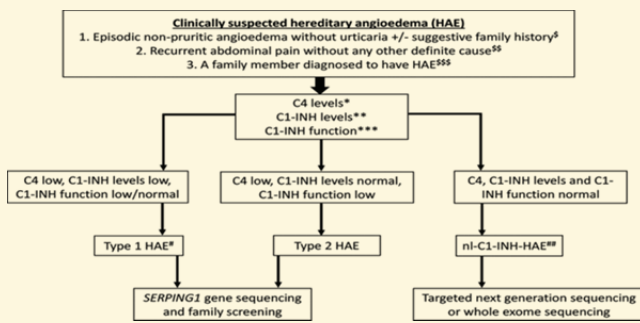 Clinically suspected hereditary angioedema (HAE)
1. Episodic non-pruritic angioedema without urticaria +/- suggestive family history$
2. Recurrent abdominal pain without any other definite cause$$
3. A family member diagnosed to have HAE$$$
C4 levels*
C1-INH levels**
C1-INH function***
C4 low, C1-INH levels low,
C1-INH function low/normal
C4 low, C1-INH levels normal,
C1-INH function low
C4, C1-INH levels and C1-
INH function normal
Type 1 HAE#
Type 2 HAE
nl-C1-INH-HAE##
SERPING1 gene sequencing
and family screening
Targeted next generation sequencing
or whole exome sequencing